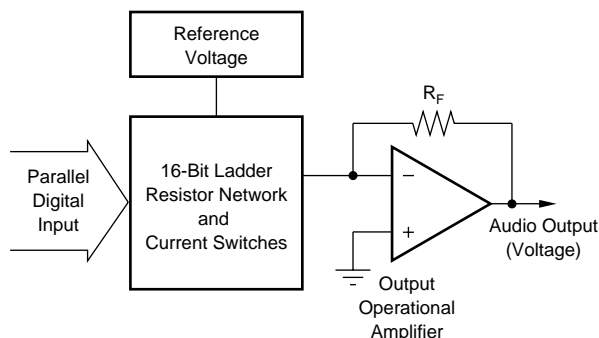 Reference
Voltage
R_F
Parallel
Digital
Input
16-Bit Ladder
Resistor Network
and
Current Switches
−
+
Audio Output
(Voltage)
Output
Operational
Amplifier